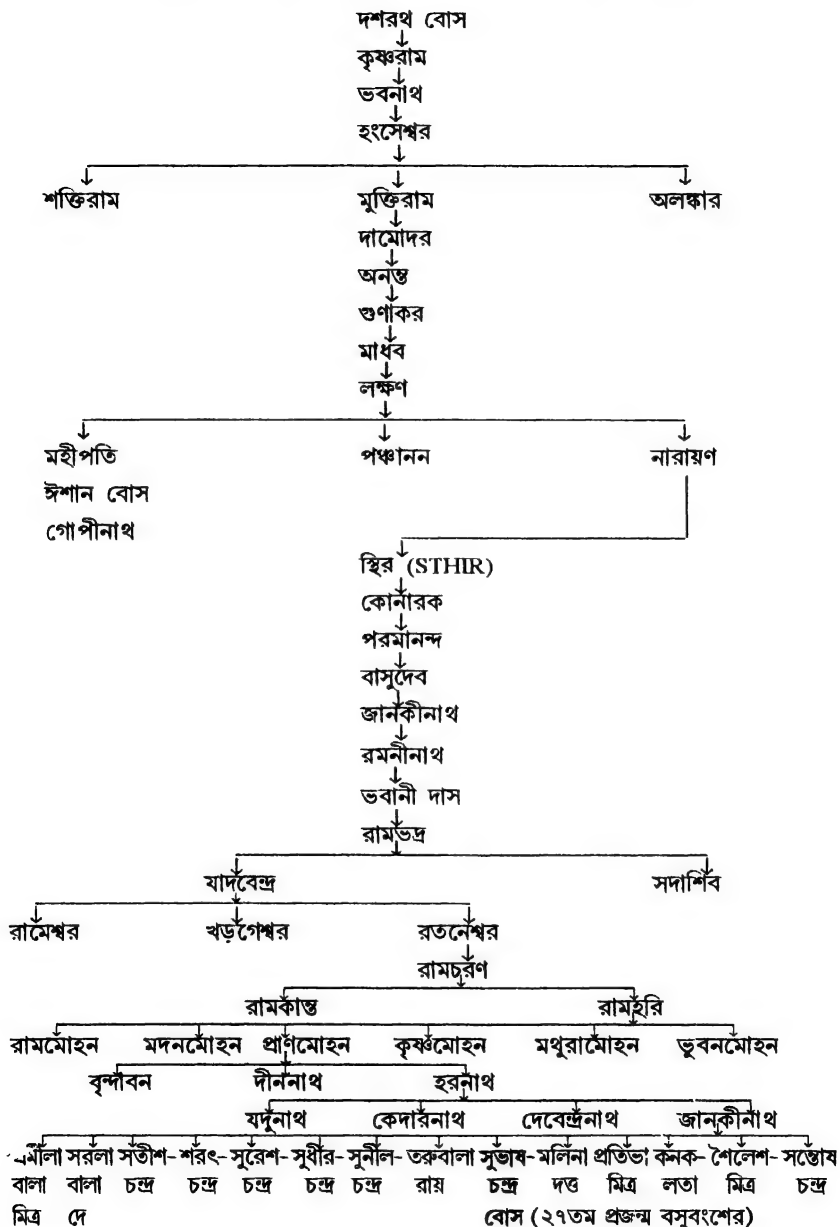 দশরথ বোস
কৃষ্ণরাম
ভবনাথ
হংসেশ্বর
শক্তিরাম মুক্তিরাম অলঙ্কার
দামোদর
অনন্ত
গুণাকর
মাধব
লক্ষণ
মহীপতি পঞ্চানন নারায়ণ
ঈশান বোস
গোপীনাথ
স্থির (STHIR)
কোনারক
পরমানন্দ
বাসুদেব
জানকীনাথ
রমনীনাথ
ভবানী দাস
রামভদ্র
যাদবেন্দ্র সদাশিব
রামেশ্বর খড়গেশ্বর রতনেশ্বর
রামচরণ
রামকান্ত রামহরি
রামমোহন মদনমোহন প্রাণমোহন কৃষ্ণমোহন মথুরামোহন ভুবনমোহন
বৃন্দাবন দীননাথ হরনাথ
যদুনাথ কেদারনাথ দেবেন্দ্রনাথ জানকীনাথ
সরলা সতীশ- শরৎ- সুরেশ- সুধীর- সুনীল- তরুবালা সুভাষ- মলিনা প্রতিভা কনক- শৈলেশ- সন্তোষ
বালা বালা চন্দ্র চন্দ্র চন্দ্র চন্দ্র চন্দ্র রায় চন্দ্র দত্ত মিত্র লতা মিত্র চন্দ্র
মিত্র দে বোস (২৭তম প্রজন্ম বসুবংশের)